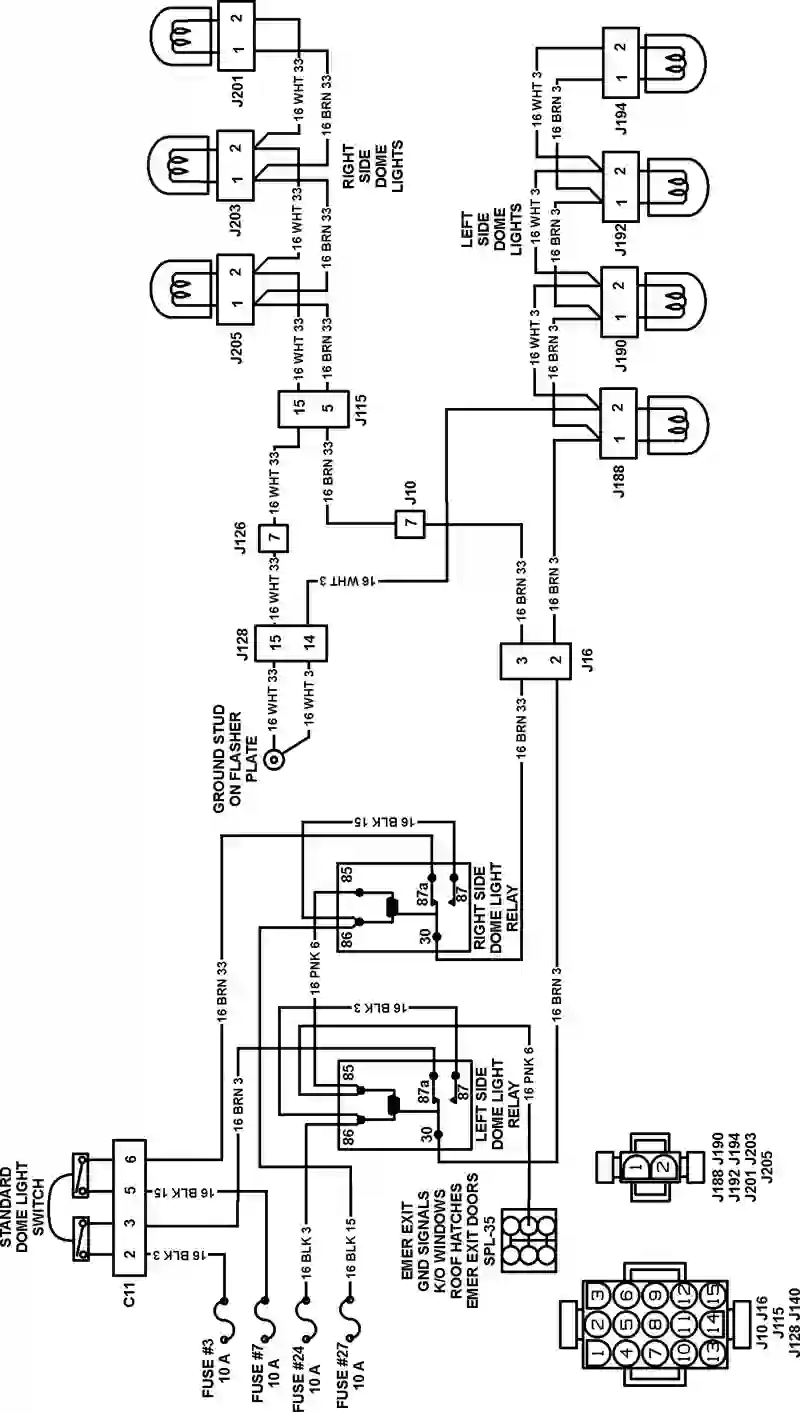 2
1
J201
16 WHT 33
16 BRN 33
2
1
J203
RIGHT
SIDE
DOME
LIGHTS
16 WHT 33
16 BRN 33
2
1
J205
16 WHT 33
16 BRN 33
15
5
J115
16 WHT 33
16 BRN 33
J126
7
J10
7
16 WHT 33
16 WHT 3
J128
15
14
16 WHT 33
16 WHT 3
GROUND STUD
ON FLASHER
PLATE
2
1
J194
16 WHT 3
16 BRN 3
2
1
J192
LEFT
SIDE
DOME
LIGHTS
16 WHT 3
16 BRN 3
2
1
J190
16 WHT 3
16 BRN 3
2
1
J188
16 BRN 33
16 BRN 3
3
2
J16
16 BRN 33
16 BLK 15
85
86
87a
87
30
RIGHT SIDE
DOME LIGHT
RELAY
16 BRN 33
16 PNK 6
16 BRN 3
16 BLK 3
16 BRN 3
85
86
87a
87
30
LEFT SIDE
DOME LIGHT
RELAY
16 PNK 6
STANDARD
DOME LIGHT
SWITCH
6
5
3
2
C11
16 BLK 15
16 BLK 3
16 BLK 3
16 BLK 15
FUSE #3
10 A
FUSE #7
10 A
FUSE #24
10 A
FUSE #27
10 A
EMER EXIT
GND SIGNALS
K/O WINDOWS
ROOF HATCHES
EMER EXIT DOORS
SPL-35
1
2
J188 J190
J192 J194
J201 J203
J205
3 6 9 12 15
2 5 8 11 14
1 4 7 10 13
J10 J16
J115
J128 J140